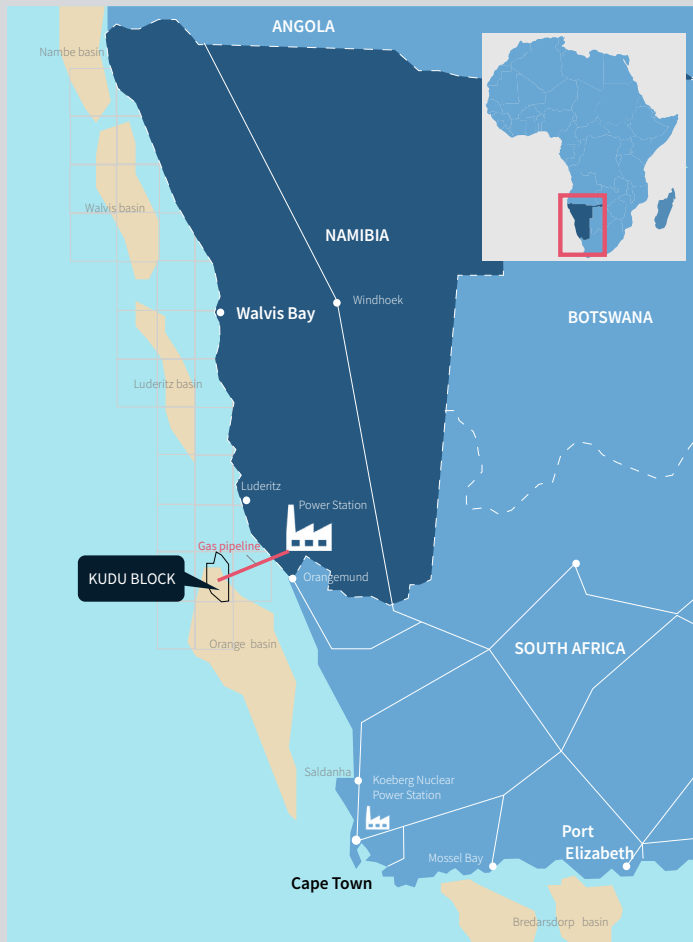 ANGOLA
Nambe basin
Walvis basin
NAMIBIA
Windhoek
Walvis Bay
BOTSWANA
Luderitz basin
Luderitz
Power Station
Gas pipeline
KUDU BLOCK
Orangemund
Orange basin
SOUTH AFRICA
Saldanha
Koeberg Nuclear
Power Station
Port
Elizabeth
Mossel Bay
Cape Town
Bredarsdorp basin